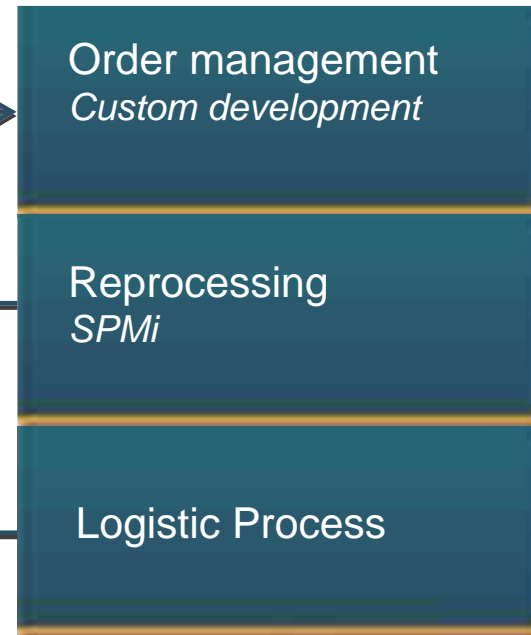 Order management
Custom development
Reprocessing
SPMi
Logistic Process